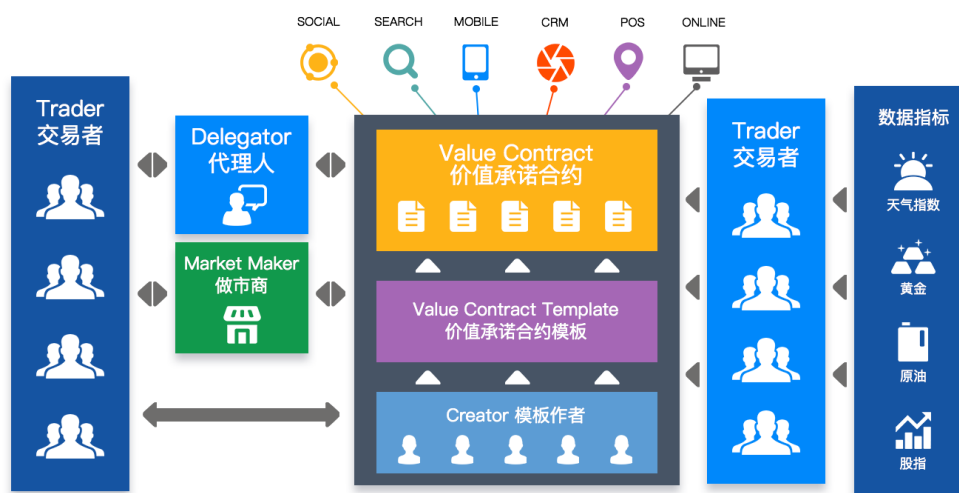 SOCIAL
SEARCH
MOBILE
CRM
POS
ONLINE
Trader
交易者
Delegator
代理人
Market Maker
做市商
Value Contract
价值承诺合约
Value Contract Template
价值承诺合约模板
Creator 模板作者
Trader
交易者
数据指标
天气指数
黄金
原油
股指